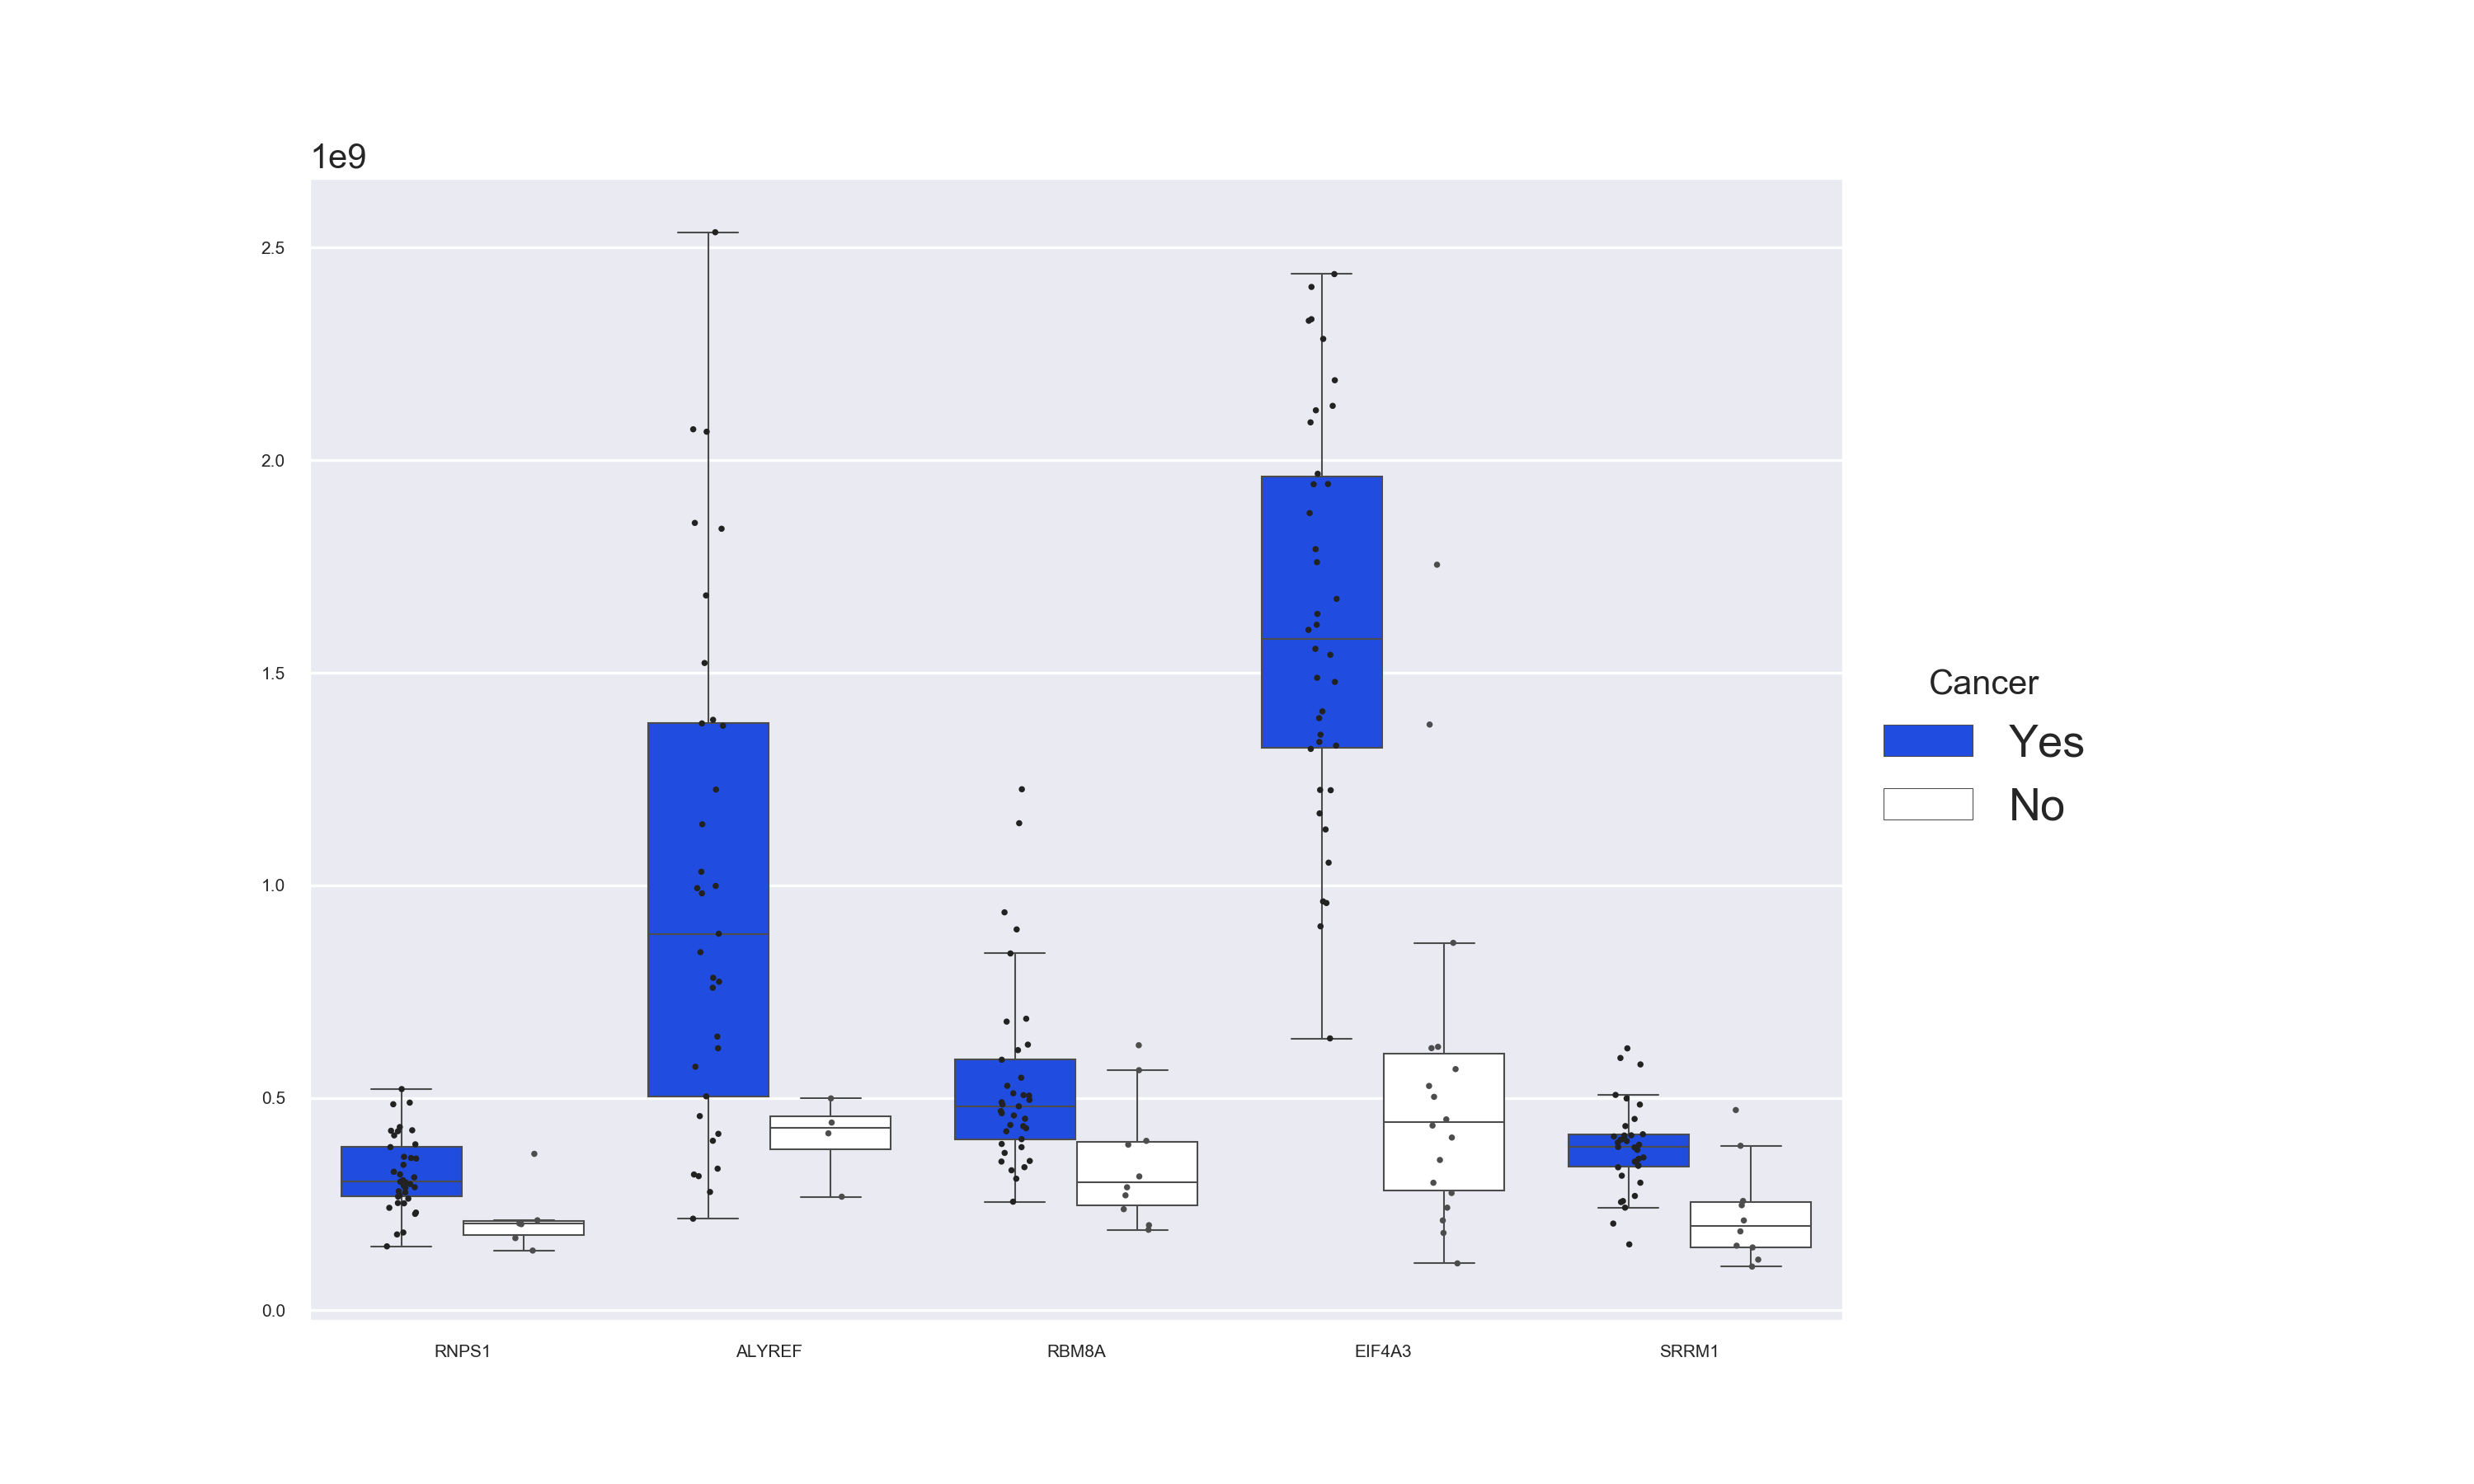 1e9
2.5
2.0
1.5
1.0
0.5
0.0
RNPS1 ALYREF RBM8A EIF4A3 SRRM1
Cancer
Yes
No